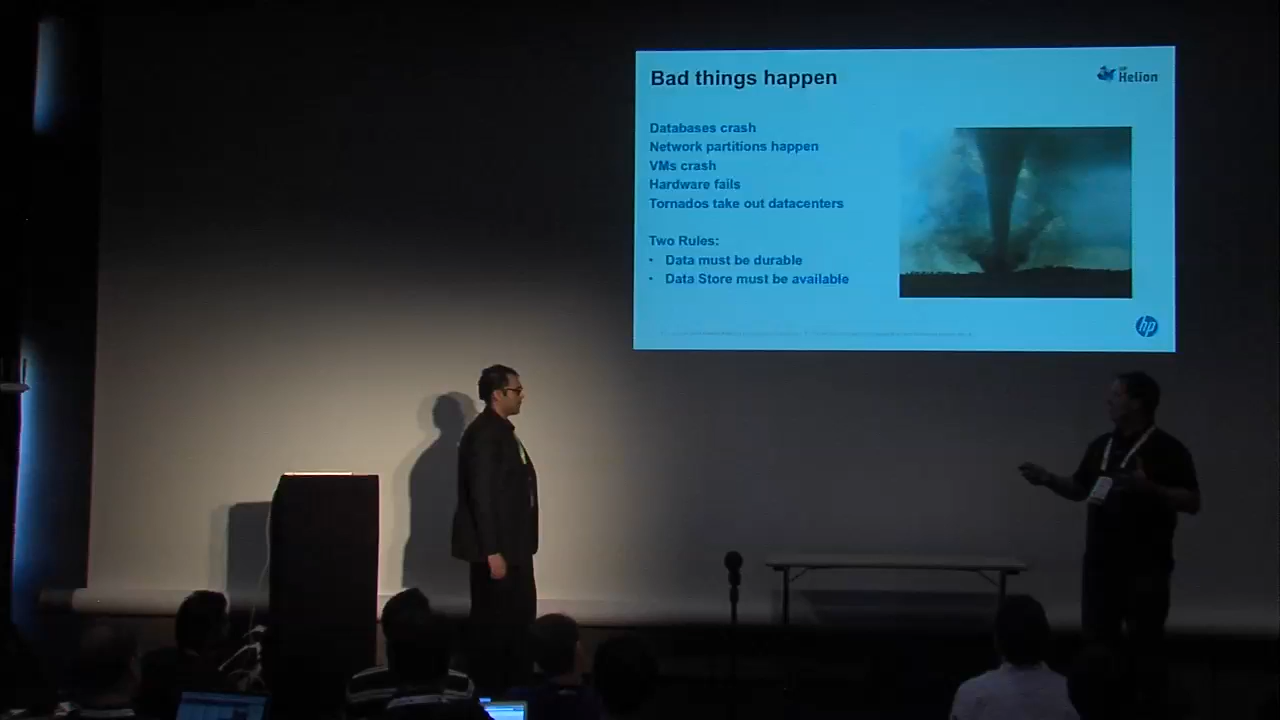 Bad things happen
HP
Helion
Databases crash
Network partitions happen
VMs crash
Hardware fails
Tornados take out datacenters
Two Rules:
• Data must be durable
• Data Store must be available
hp